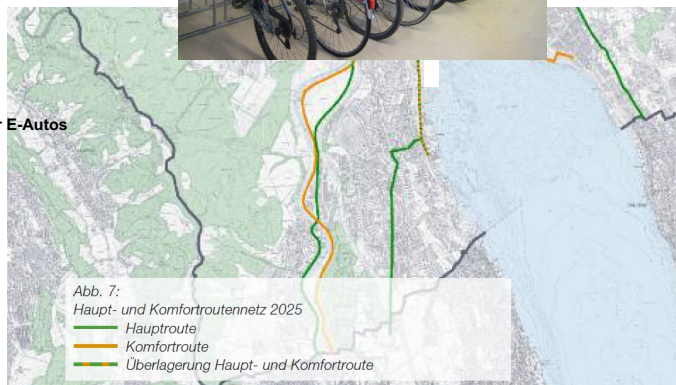 r E-Autos
Abb. 7:
Haupt- und Komfortroutennetz 2025
Hauptroute
Komfortroute
Überlagerung Haupt- und Komfortroute